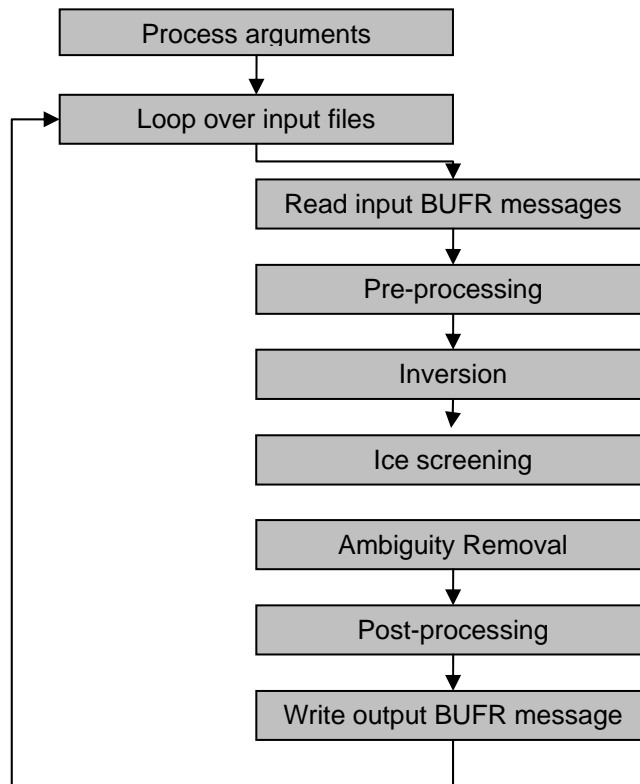 Process arguments
Loop over input files
Read input BUFR messages
Pre-processing
Inversion
Ice screening
Ambiguity Removal
Post-processing
Write output BUFR message